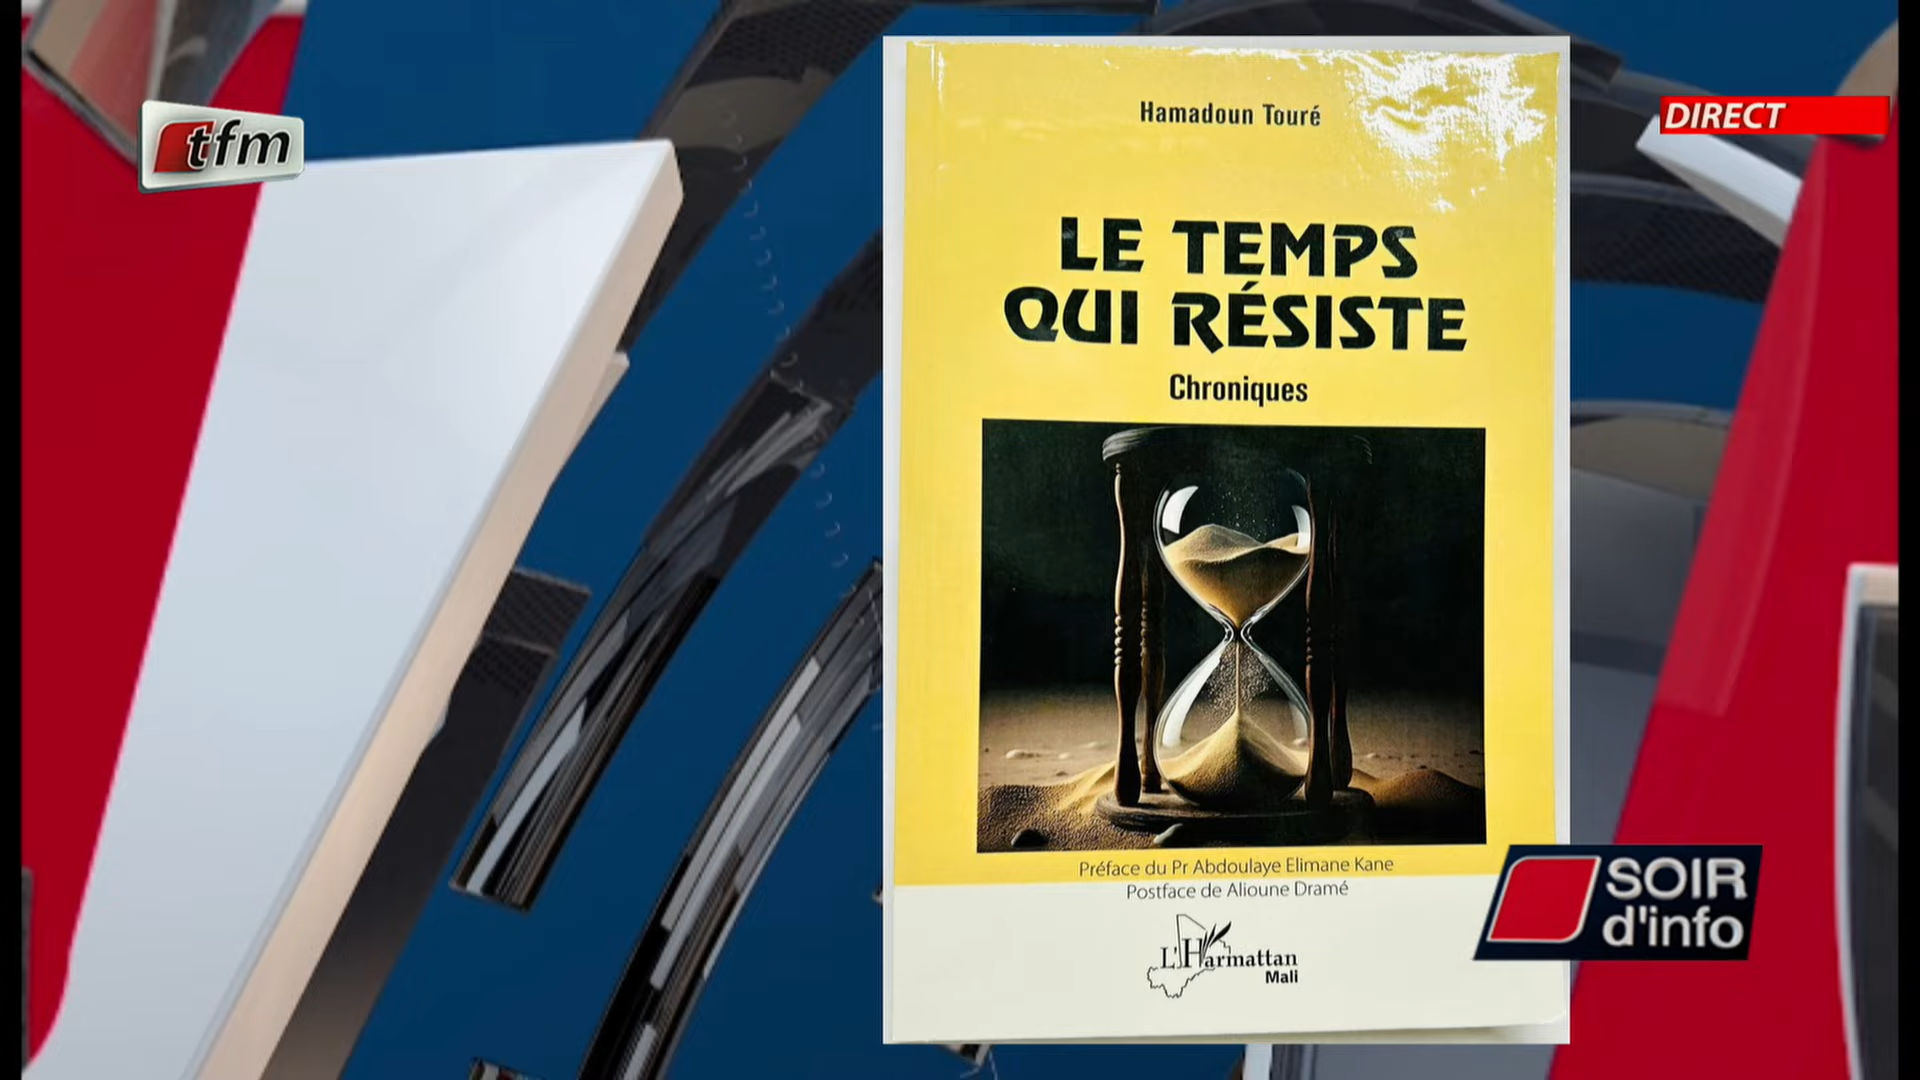 tfm
DIRECT
Hamadoun Touré
LE TEMPS
QUI RÉSISTE
Chroniques
Préface du Pr Abdoulaye Elimane Kane
Postface de Alioune Dramé
L'Harmattan
Mali
SOIR
d'info